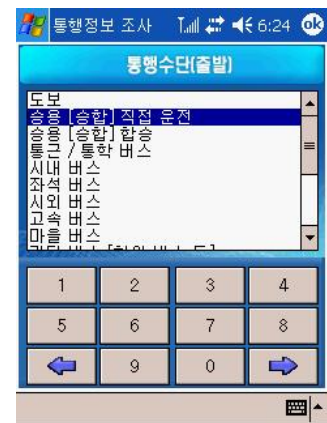 통행정보 조사 6:24 ok
통행수단(출발)
도보
승용 [승합] 직접 운전
승용 [승합] 합승
통근 / 통학 버스
시내 버스
좌석 버스
시외 버스
고속 버스
마을 버스
1 2 3 4
5 6 7 8
9 0